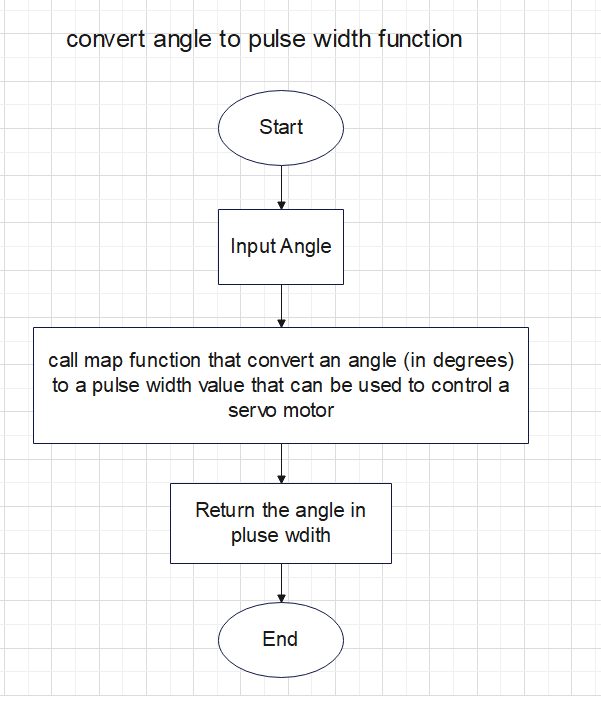 convert angle to pulse width function
Start
Input Angle
call map function that convert an angle (in degrees)
to a pulse width value that can be used to control a
servo motor
Return the angle in
pluse wdith
End